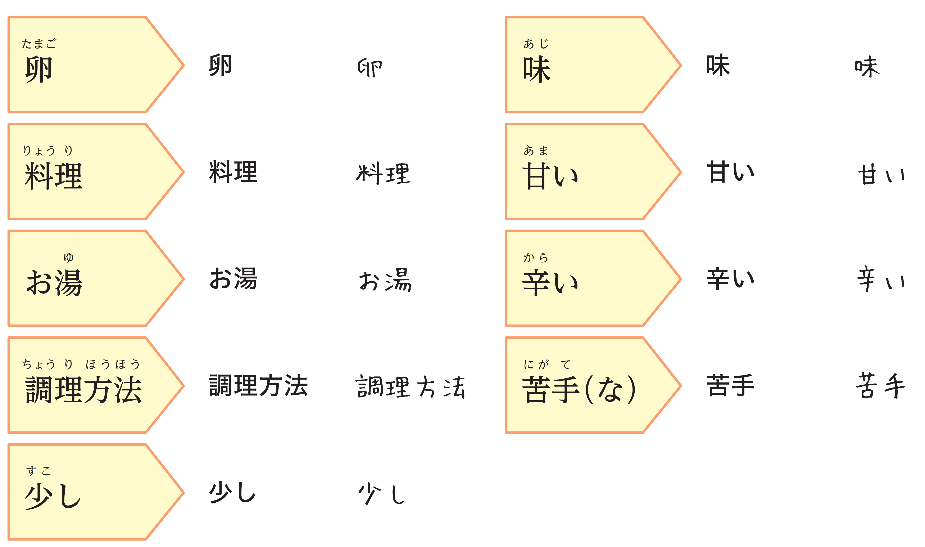 たまご
卵 卵 卵
りょう り
料理 料理 料理
ゆ
お湯 お湯 お湯
ちょう り ほうほう
調理方法 調理方法 調理方法
すこ
少し 少し 少し
あじ
味 味 味
あま
甘い 甘い 甘い
から
辛い 辛い 辛い
にが て
苦手(な) 苦手 苦手